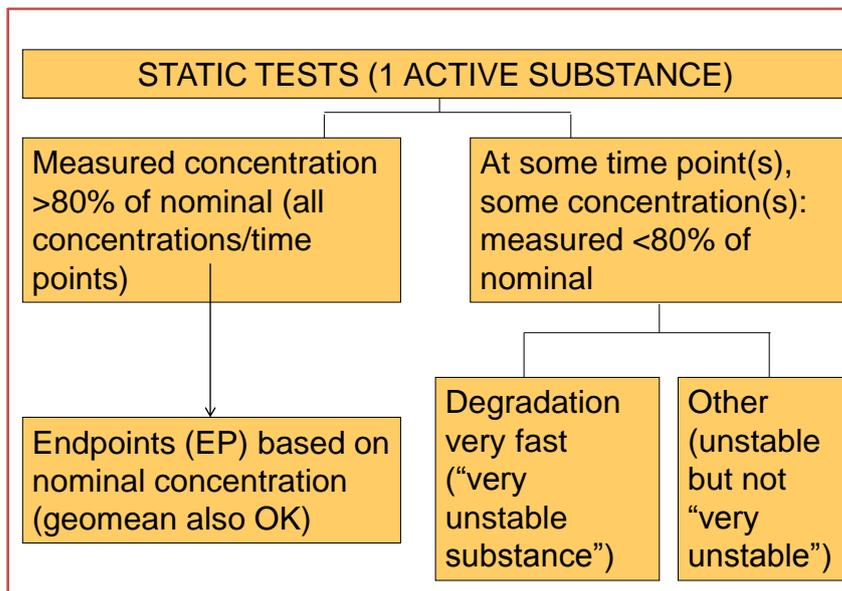 STATIC TESTS (1 ACTIVE SUBSTANCE)
Measured concentration
>80% of nominal (all
concentrations/time
points)
At some time point(s),
some concentration(s):
measured <80% of
nominal
Endpoints (EP) based on
nominal concentration
(geomean also OK)
Degradation
very fast
(“very
unstable
substance”)
Other
(unstable
but not
“very
unstable”)